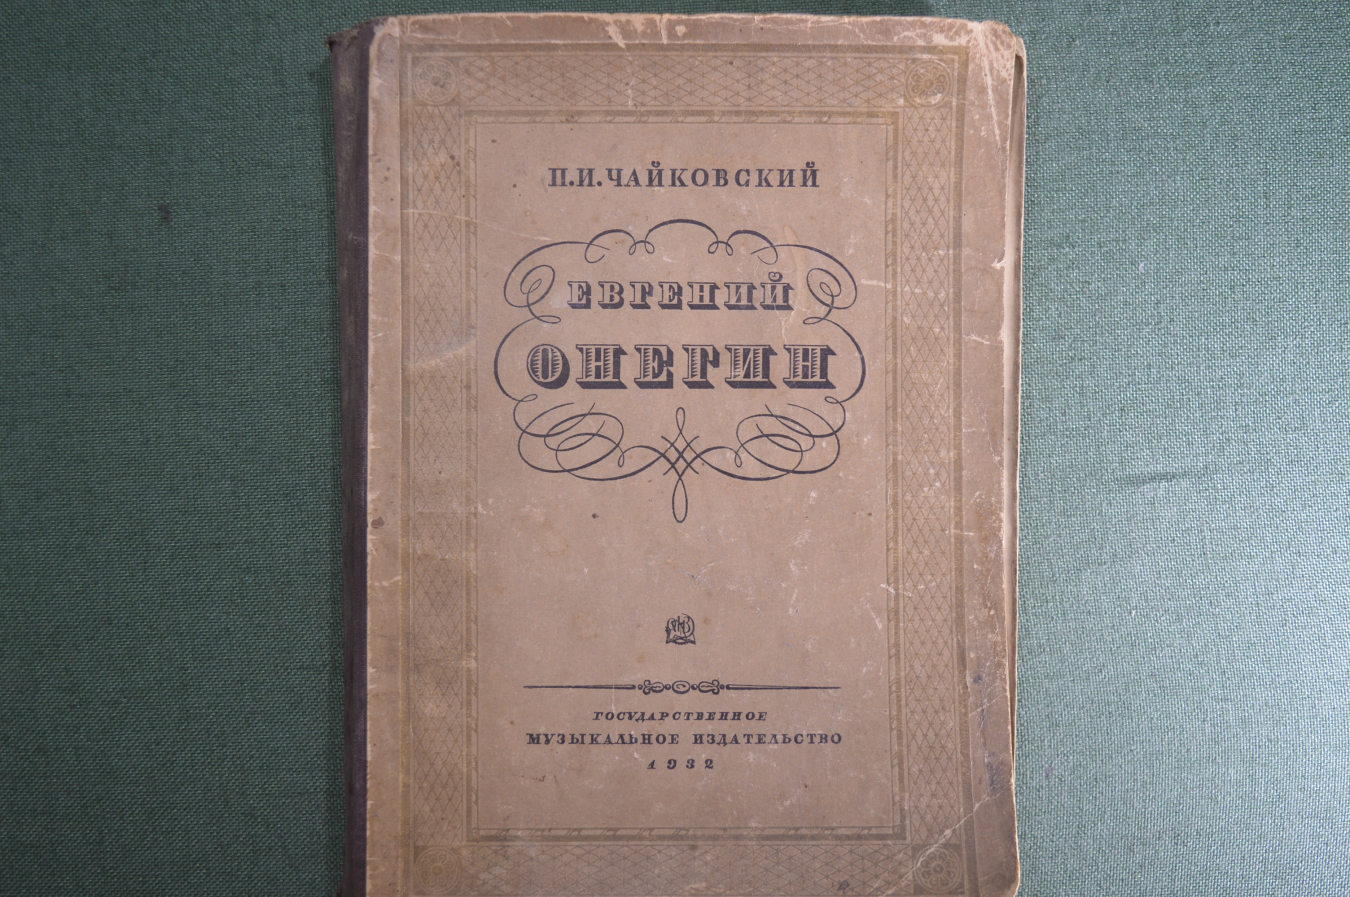 П.И.ЧАЙКОВСКИЙ
ЕВГЕНИЙ
ОНЕГИН
ГОСУДАРСТВЕННОЕ
МУЗЫКАЛЬНОЕ ИЗДАТЕЛЬСТВО
1932